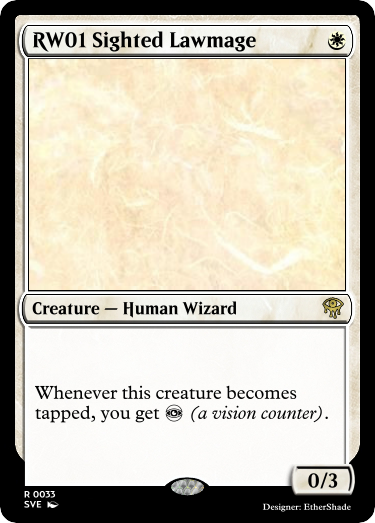 RW01 Sighted Lawmage
Creature — Human Wizard
Whenever this creature becomes
tapped, you get (a vision counter).
0/3
R 0033
SVE
Designer: EtherShade